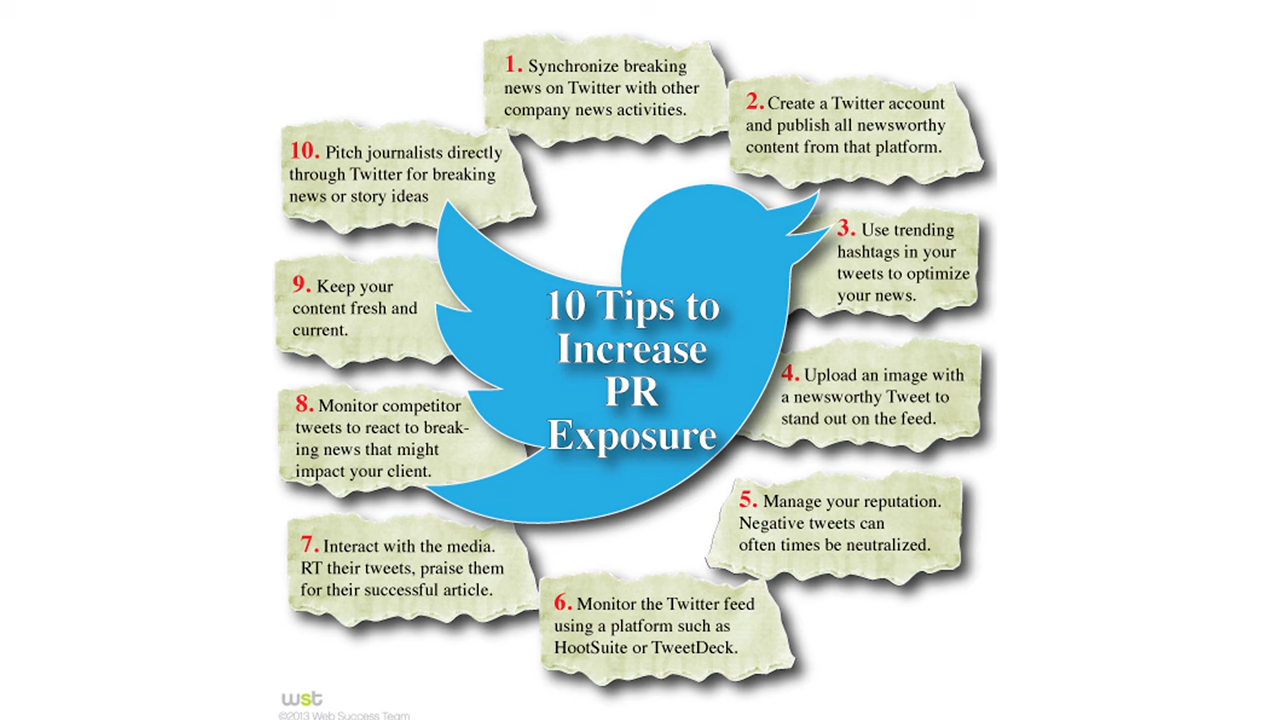 1. Synchronize breaking
news on Twitter with other
company news activities.
2. Create a Twitter account
and publish all newsworthy
content from that platform.
3. Use trending
hashtags in your
tweets to optimize
your news.
4. Upload an image with
a newsworthy Tweet to
stand out on the feed.
5. Manage your reputation.
Negative tweets can
often times be neutralized.
6. Monitor the Twitter feed
using a platform such as
HootSuite or TweetDeck.
7. Interact with the media.
RT their tweets, praise them
for their successful article.
8. Monitor competitor
tweets to react to break-
ing news that might
impact your client.
9. Keep your
content fresh and
current.
10. Pitch journalists directly
through Twitter for breaking
news or story ideas
10 Tips to
Increase
PR
Exposure
wst
©2013 Web Success Team